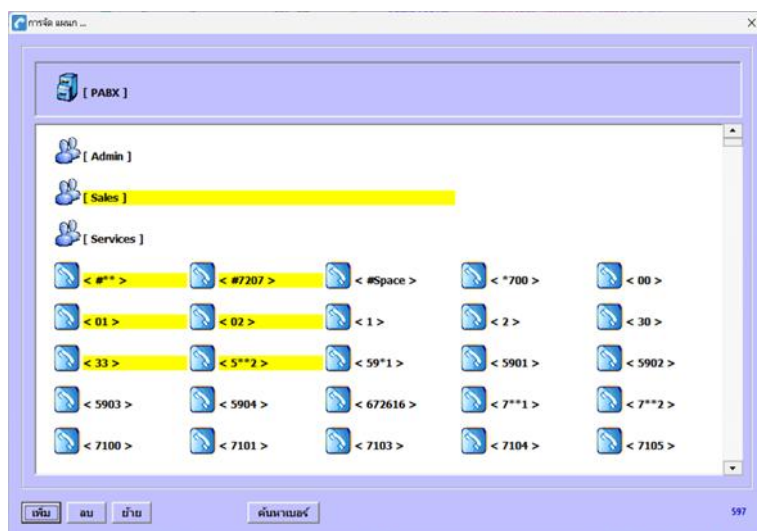 การจัด แผนก ...
[ PABX ]
[ Admin ]
[ Sales ]
[ Services ]
< #** > < #7207 > < #Space > < *700 > < 00 >
< 01 > < 02 > < 1 > < 2 > < 30 >
< 33 > < 5**2 > < 59*1 > < 5901 > < 5902 >
< 5903 > < 5904 > < 672616 > < 7**1 > < 7**2 >
< 7100 > < 7101 > < 7103 > < 7104 > < 7105 >
เพิ่ม ลบ ย้าย ค้นหาเบอร์ 597